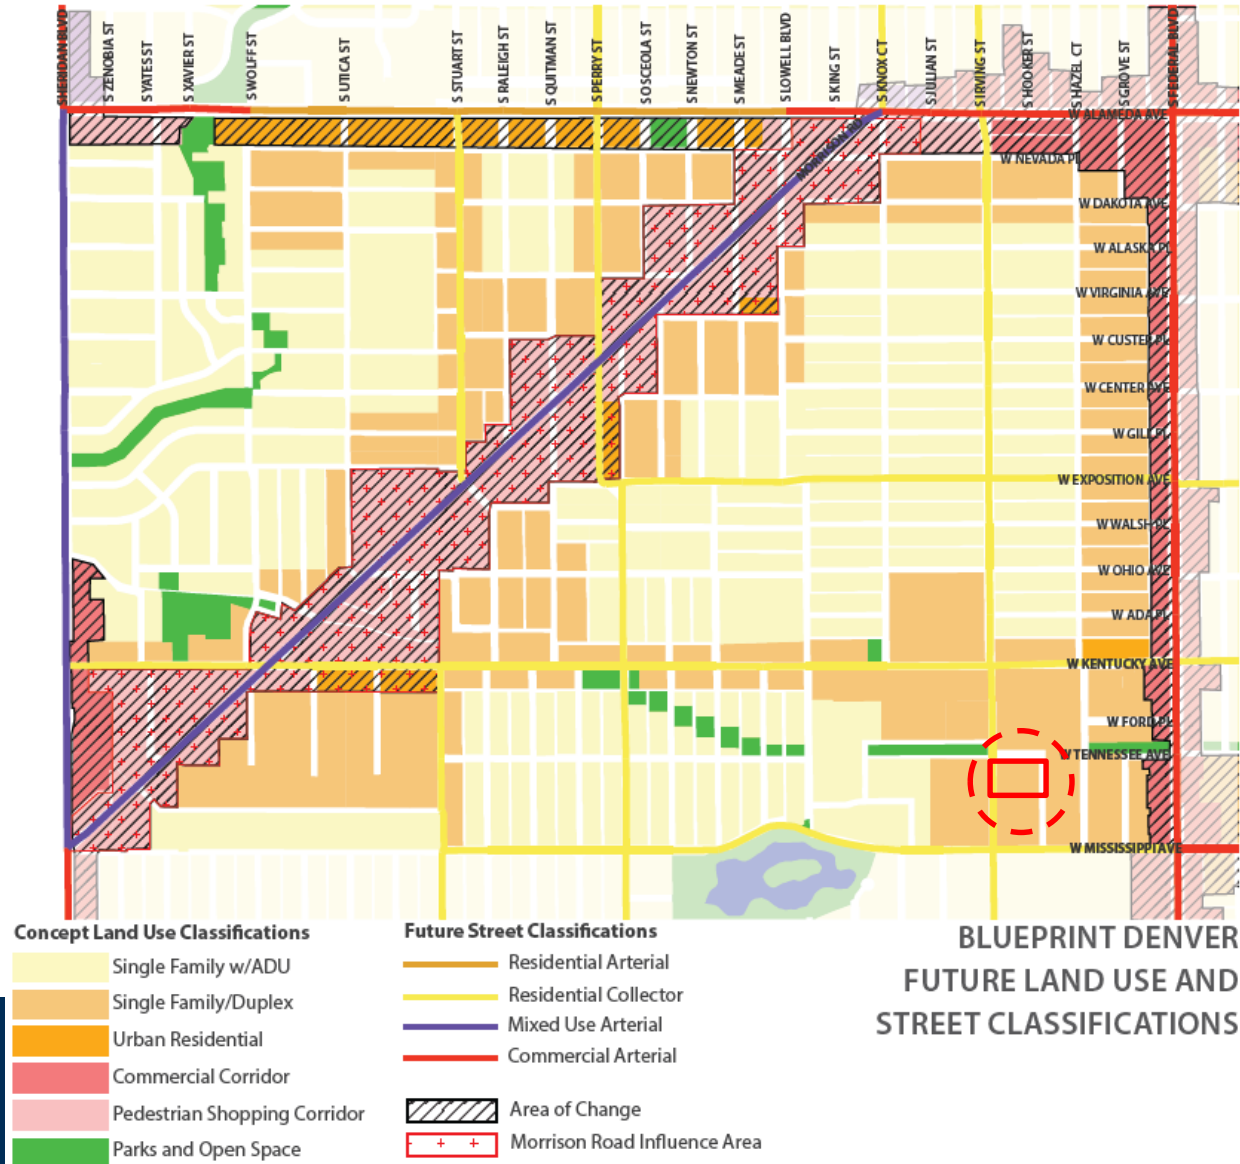 SHERIDAN BLVD
S ZENOBIA ST
S YATES ST
S XAVIER ST
S WOLFF ST
S UTICA ST
S STUART ST
S RALEIGH ST
S QUITMAN ST
S PERRY ST
S OSCEOLA ST
S NEWTON ST
S MEADE ST
S LOWELL BLVD
S KING ST
S KNOX CT
S JULIAN ST
S IRVING ST
S HOOKER ST
S HAZEL CT
S GROVE ST
S FEDERAL BLVD
W ALAMEDA AVE
MORRISON RD
W NEVADA PL
W DAKOTA AVE
W ALASKA PL
W VIRGINIA AVE
W CUSTER PL
W CENTER AVE
W GILL PL
W EXPOSITION AVE
W WALSH PL
W OHIO AVE
W ADA PL
W KENTUCKY AVE
W FORD PL
W TENNESSEE AVE
W MISSISSIPPI AVE
Concept Land Use Classifications
Single Family w/ADU
Single Family/Duplex
Urban Residential
Commercial Corridor
Pedestrian Shopping Corridor
Parks and Open Space
Future Street Classifications
Residential Arterial
Residential Collector
Mixed Use Arterial
Commercial Arterial
Area of Change
Morrison Road Influence Area
BLUEPRINT DENVER
FUTURE LAND USE AND
STREET CLASSIFICATIONS